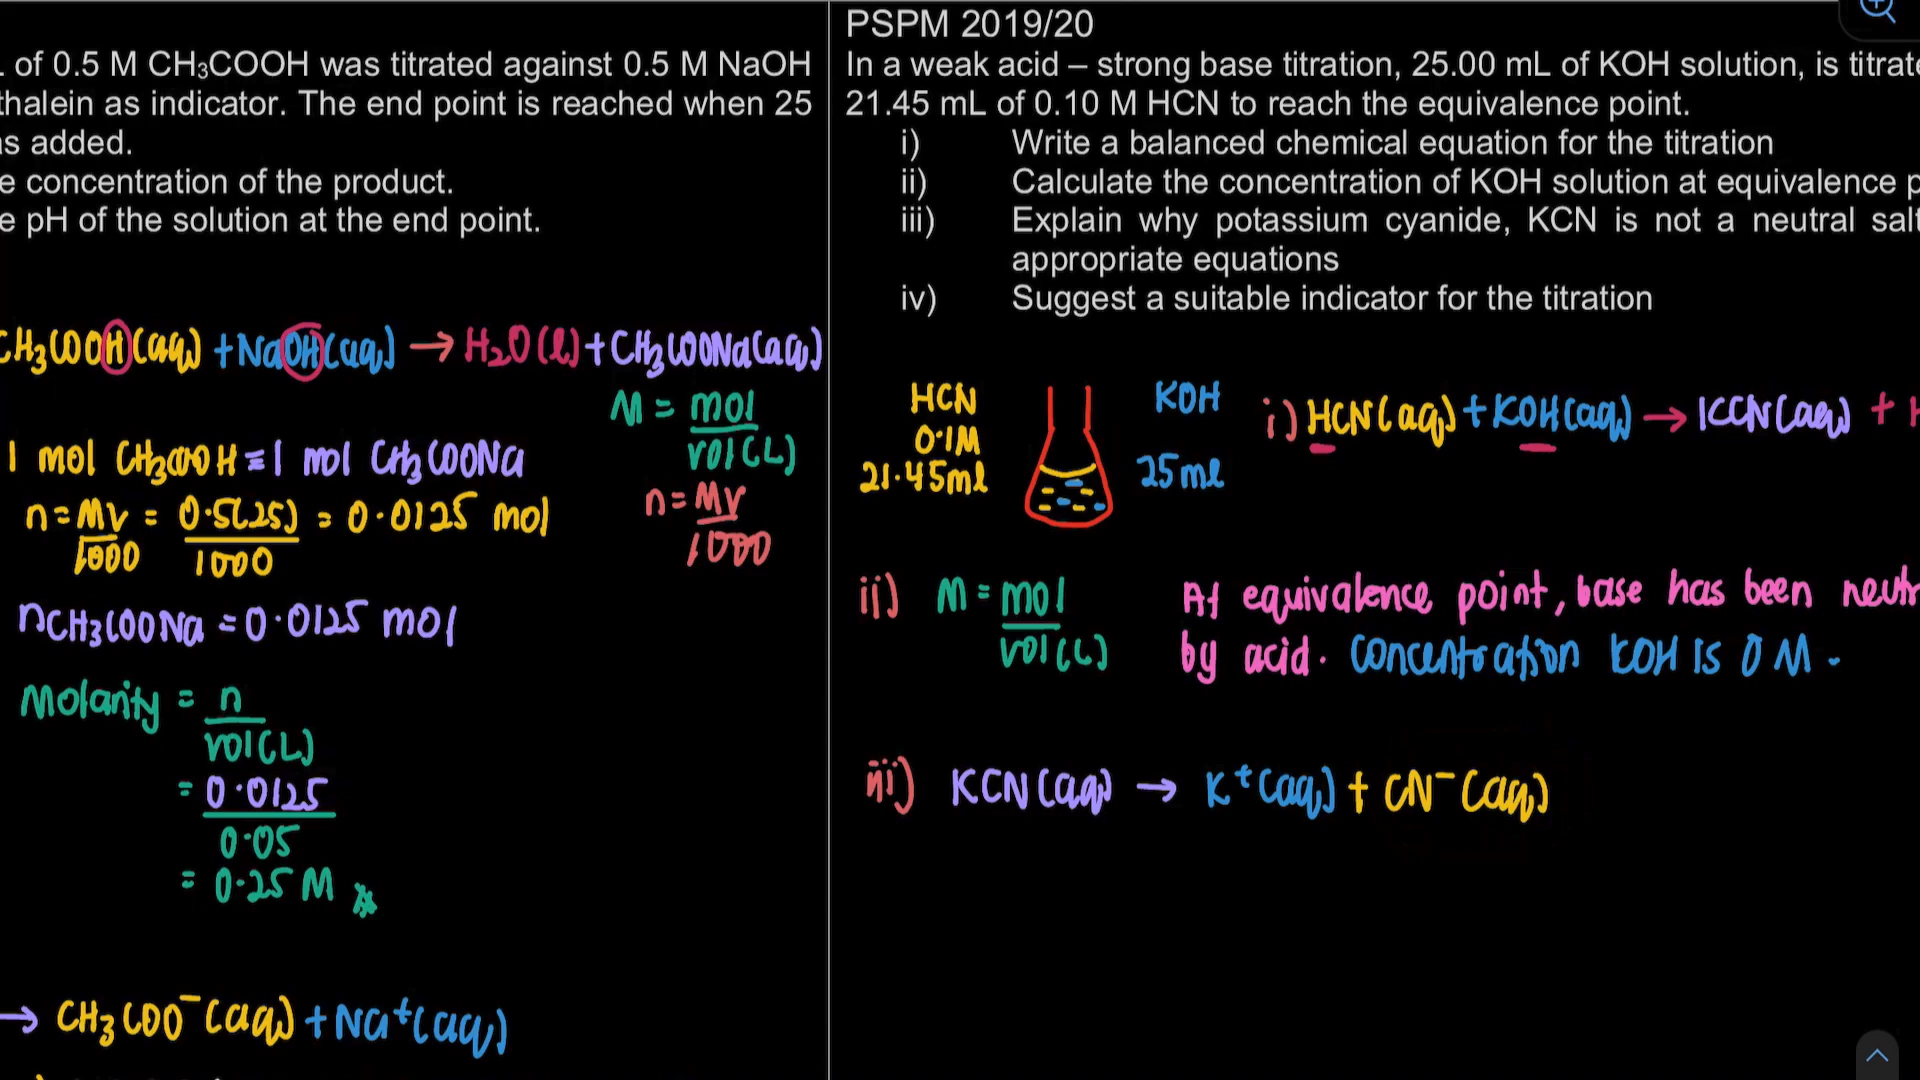 L of 0.5 M CH₃COOH was titrated against 0.5 M NaOH
thalein as indicator. The end point is reached when 25
as added.
e concentration of the product.
e pH of the solution at the end point.
CH₃COOH(aq) + NaOH(aq) → H₂O(l) + CH₃COONa(aq)
M = mol
vol(L)
1 mol CH₃COOH ≡ 1 mol CH₃COONa
n = MV = 0.5(25) = 0.0125 mol
1000 1000
n = MV
1000
nCH₃COONa = 0.0125 mol
Molarity = n
vol(L)
= 0.0125
0.05
= 0.25 M
→ CH₃COO⁻(aq) + Na⁺(aq)
PSPM 2019/20
In a weak acid – strong base titration, 25.00 mL of KOH solution, is titrate
21.45 mL of 0.10 M HCN to reach the equivalence point.
i) Write a balanced chemical equation for the titration
ii) Calculate the concentration of KOH solution at equivalence p
iii) Explain why potassium cyanide, KCN is not a neutral salt
appropriate equations
iv) Suggest a suitable indicator for the titration
HCN
0.1M
21.45ml
KOH
25ml
i) HCN(aq) + KOH(aq) → KCN(aq) + H
ii) M = mol
vol(L)
At equivalence point, base has been neutr
by acid. Concentration KOH is 0 M.
iii) KCN(aq) → K⁺(aq) + CN⁻(aq)